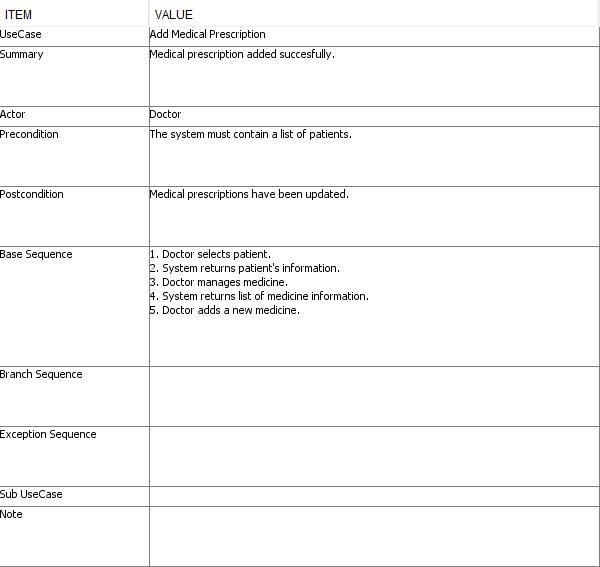 ITEM VALUE
UseCase Add Medical Prescription
Summary Medical prescription added succesfully.
Actor Doctor
Precondition The system must contain a list of patients.
Postcondition Medical prescriptions have been updated.
Base Sequence 1. Doctor selects patient.
2. System returns patient's information.
3. Doctor manages medicine.
4. System returns list of medicine information.
5. Doctor adds a new medicine.
Branch Sequence
Exception Sequence
Sub UseCase
Note